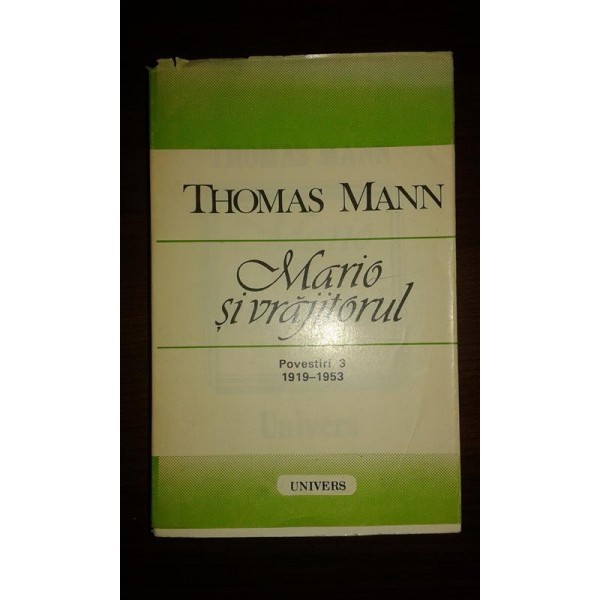 THOMAS MANN
Mario
și vrăjitorul
Povestiri 3
1919–1953
UNIVERS